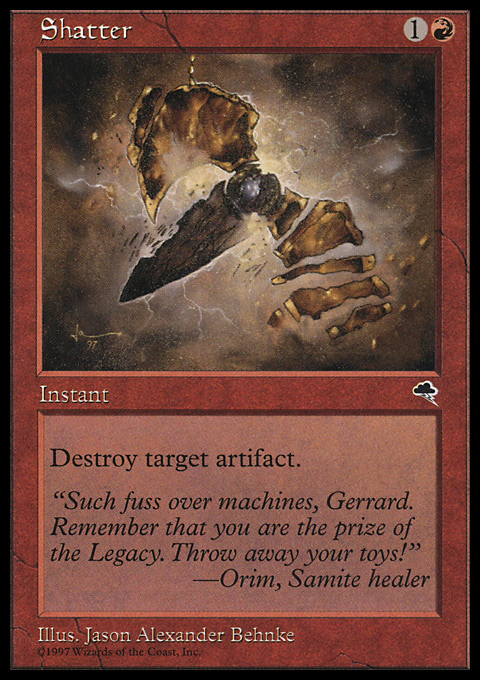 Shatter 1
Instant
Destroy target artifact.
“Such fuss over machines, Gerrard.
Remember that you are the prize of
the Legacy. Throw away your toys!”
—Orim, Samite healer
Illus. Jason Alexander Behnke
©1997 Wizards of the Coast, Inc.